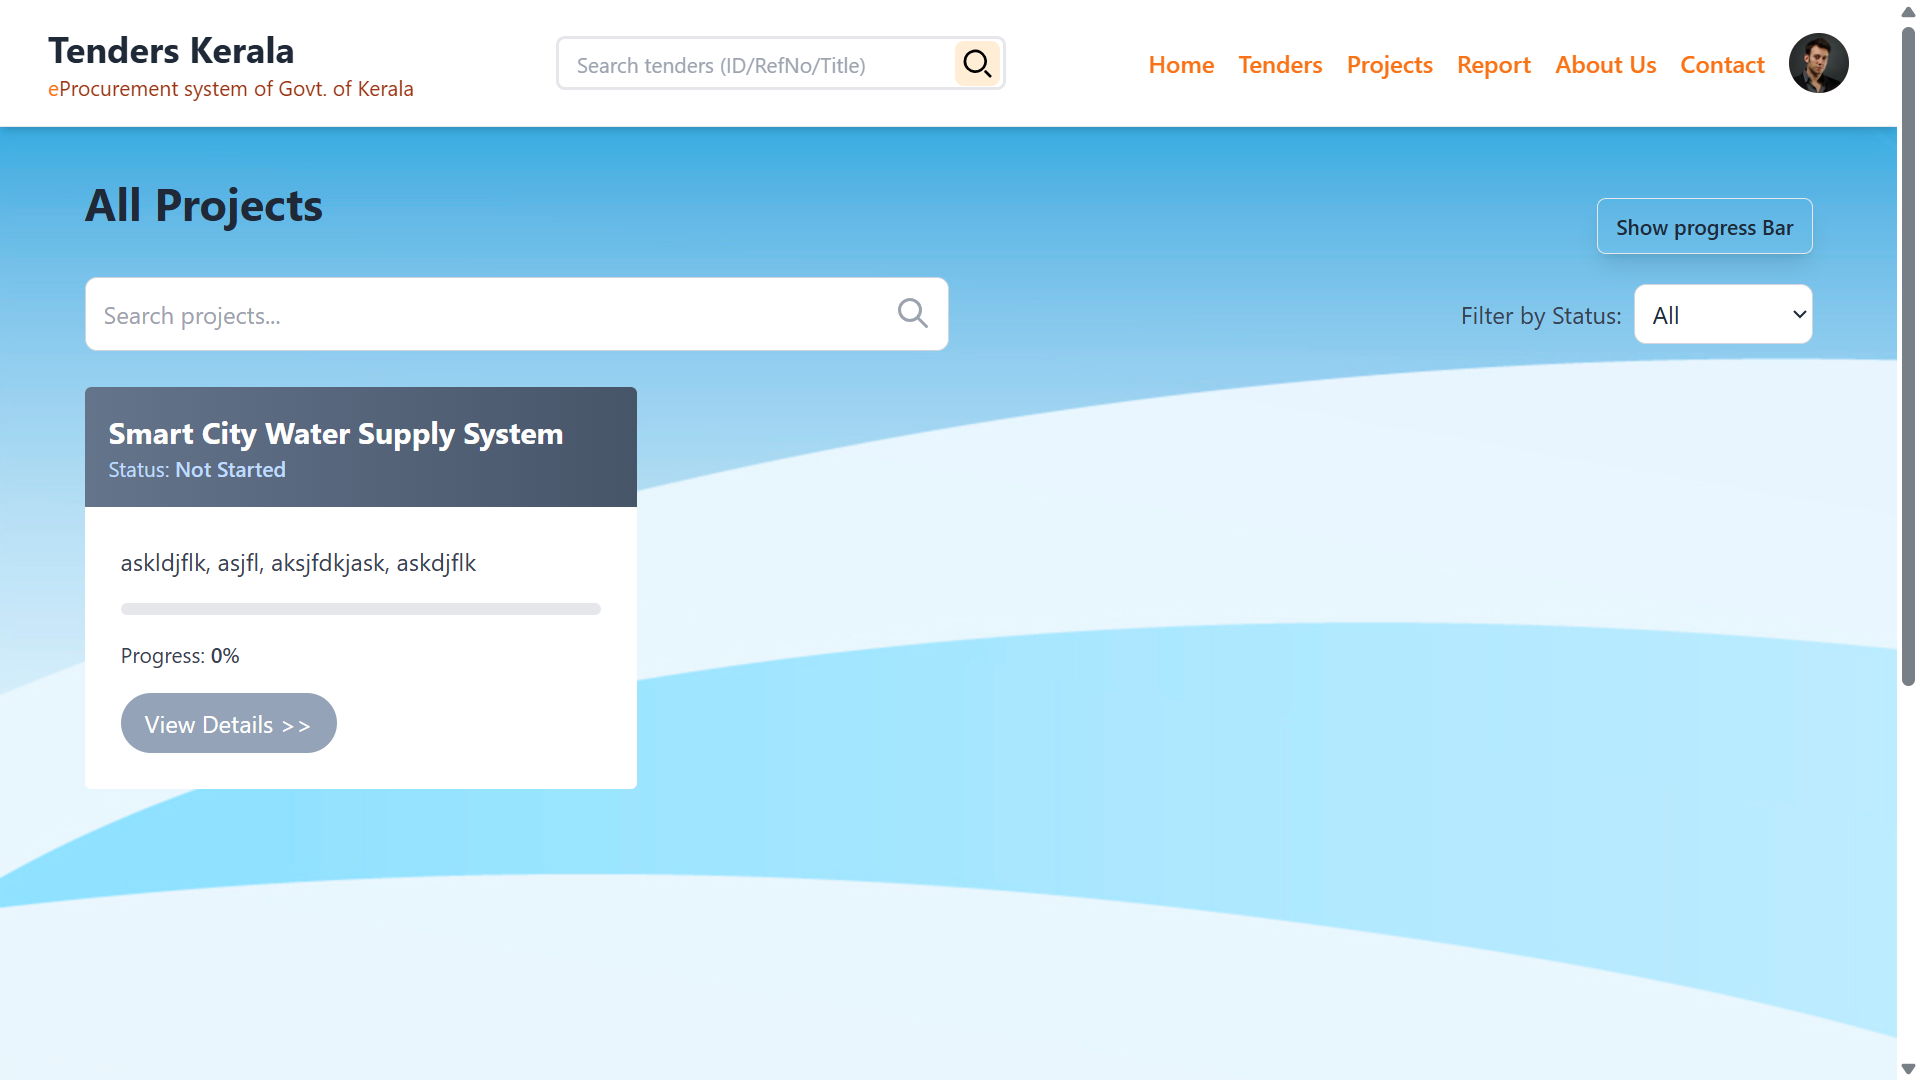 Tenders Kerala
eProcurement system of Govt. of Kerala
Search tenders (ID/RefNo/Title)
Home Tenders Projects Report About Us Contact
All Projects
Show progress Bar
Search projects...
Filter by Status: All
Smart City Water Supply System
Status: Not Started
askldjflk, asjfl, aksjfdkjask, askdjflk
Progress: 0%
View Details >>